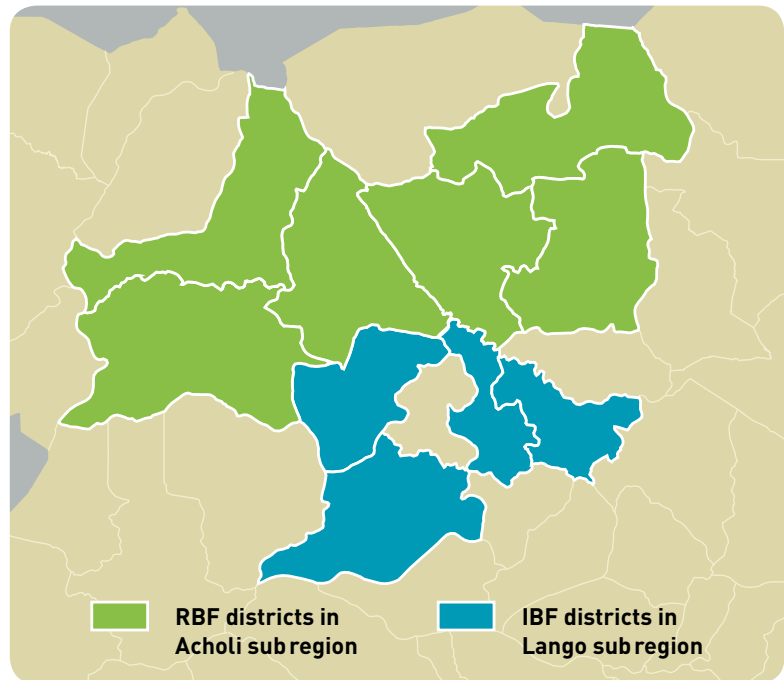 RBF districts in
Acholi sub region
IBF districts in
Lango sub region